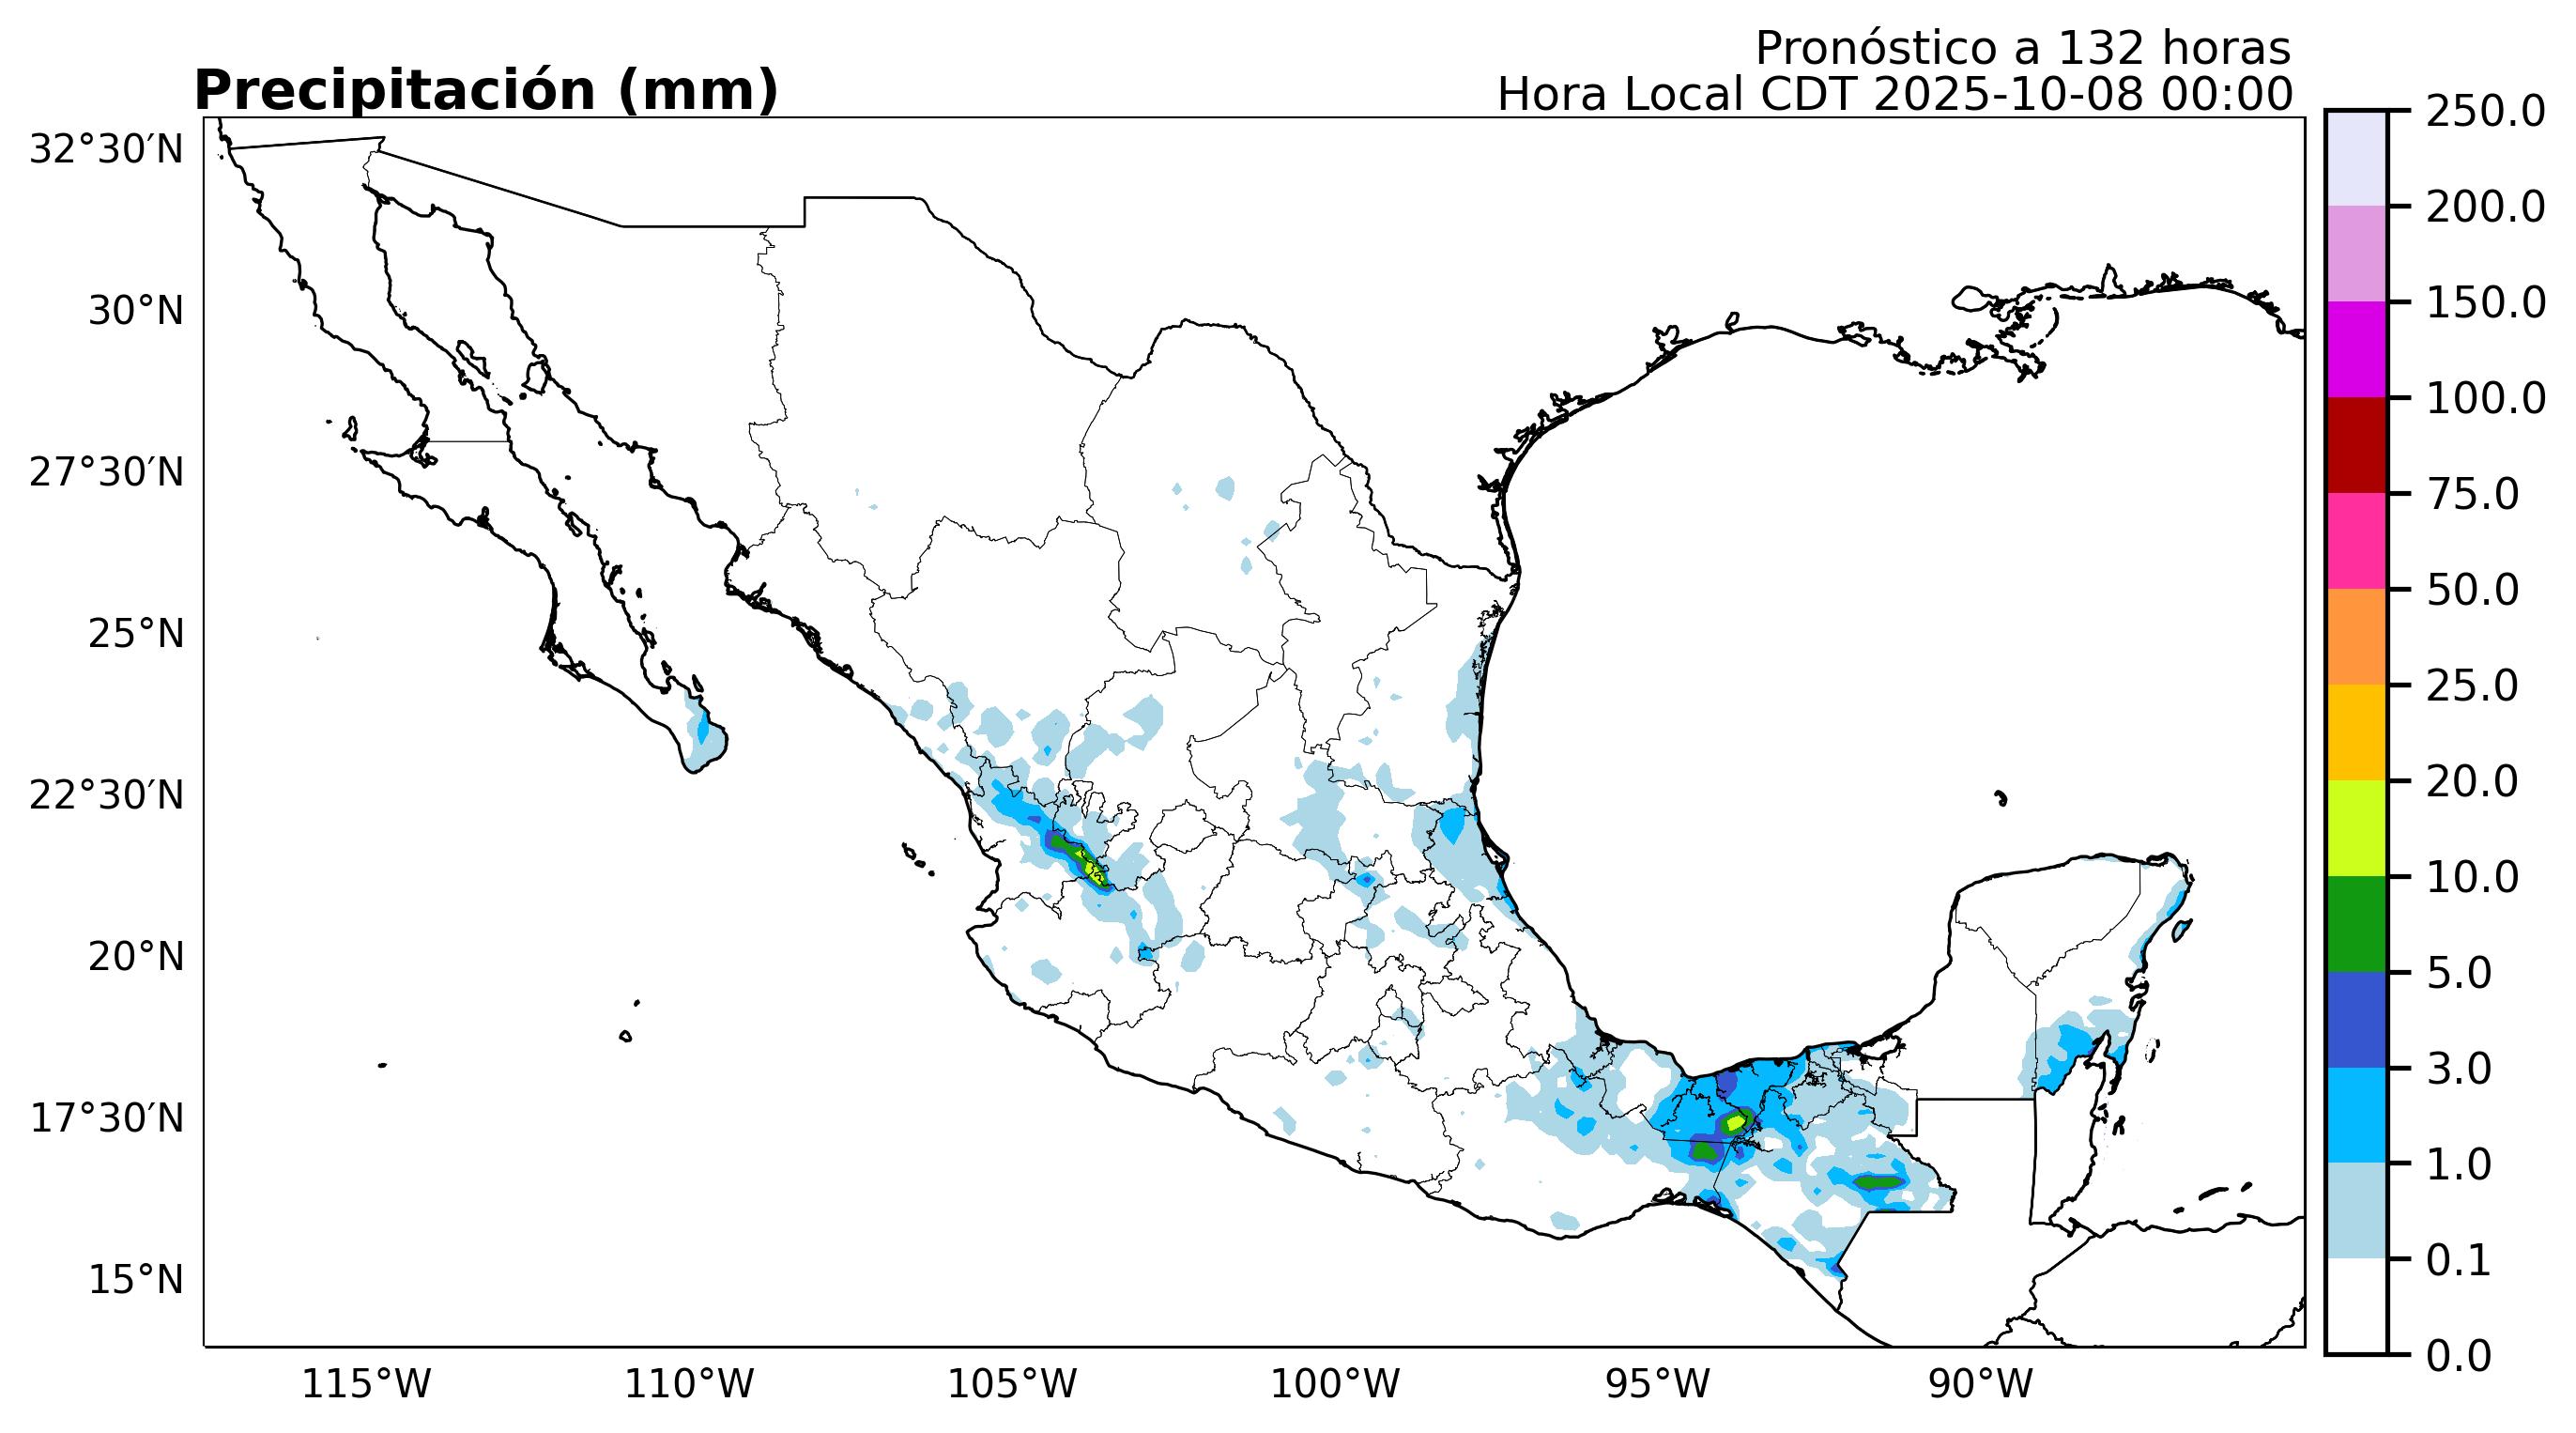 Pronóstico a 132 horas
Precipitación (mm)
Hora Local CDT 2025-10-08 00:00
32°30′N
30°N
27°30′N
25°N
22°30′N
20°N
17°30′N
15°N
115°W
110°W
105°W
100°W
95°W
90°W
250.0
200.0
150.0
100.0
75.0
50.0
25.0
20.0
10.0
5.0
3.0
1.0
0.1
0.0